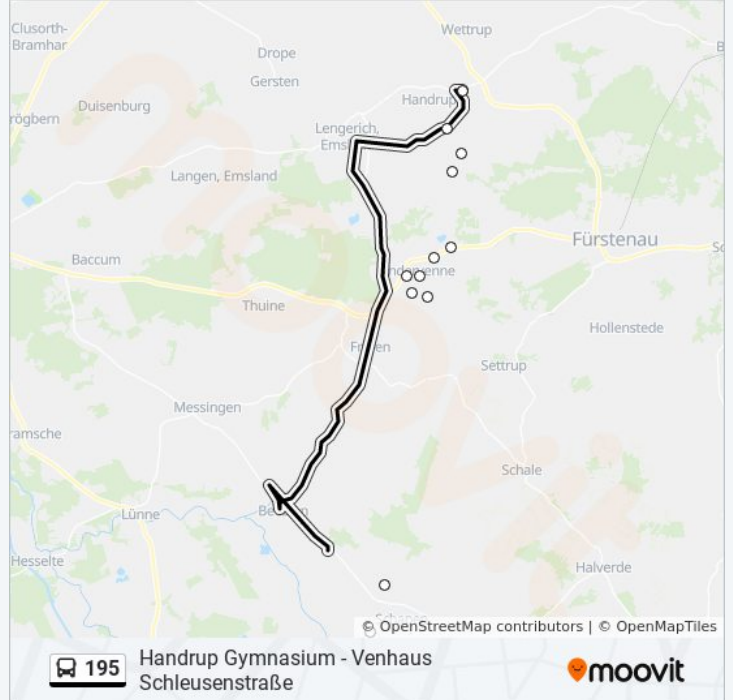 Clusorth-
Bramhar
Wettrup
Drope
Gersten
Duisenburg
Handrup
Lengerich,
Langen, Emsland
Fürstenau
Baccum
Thuine
Hollenstede
Settrup
Messingen
Schale
Lünne
Hesselte
Halverde
© OpenStreetMap contributors | © OpenMapTiles
195
Handrup Gymnasium - Venhaus
Schleusenstraße
moovit